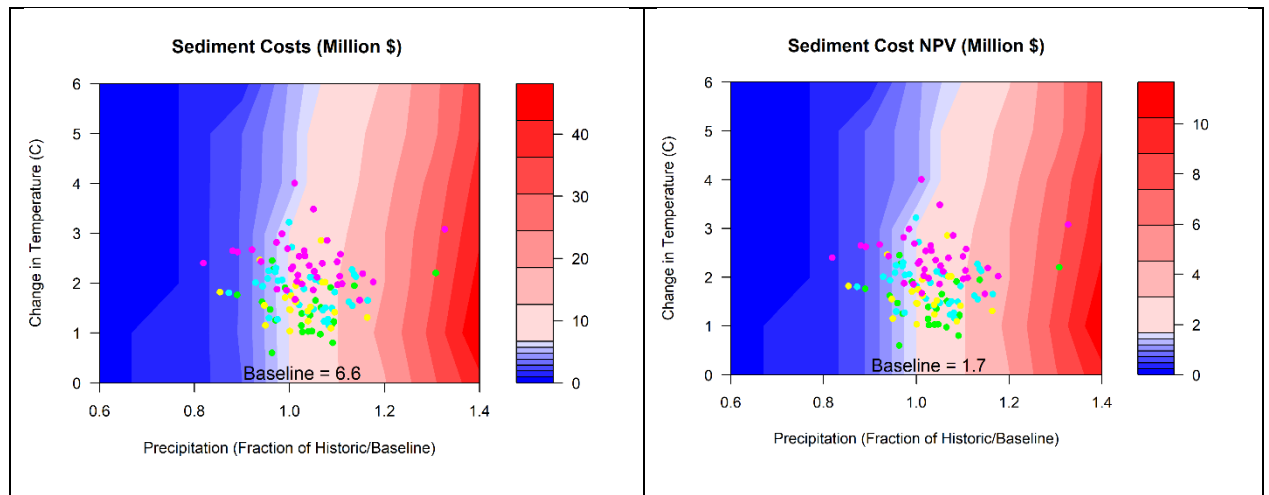 Sediment Costs (Million $)
6
5
4
3
2
1
0
Change in Temperature (C)
Baseline = 6.6
0.6 0.8 1.0 1.2 1.4
Precipitation (Fraction of Historic/Baseline)
40
30
20
10
0
Sediment Cost NPV (Million $)
6
5
4
3
2
1
0
Change in Temperature (C)
Baseline = 1.7
0.6 0.8 1.0 1.2 1.4
Precipitation (Fraction of Historic/Baseline)
10
8
6
4
2
0